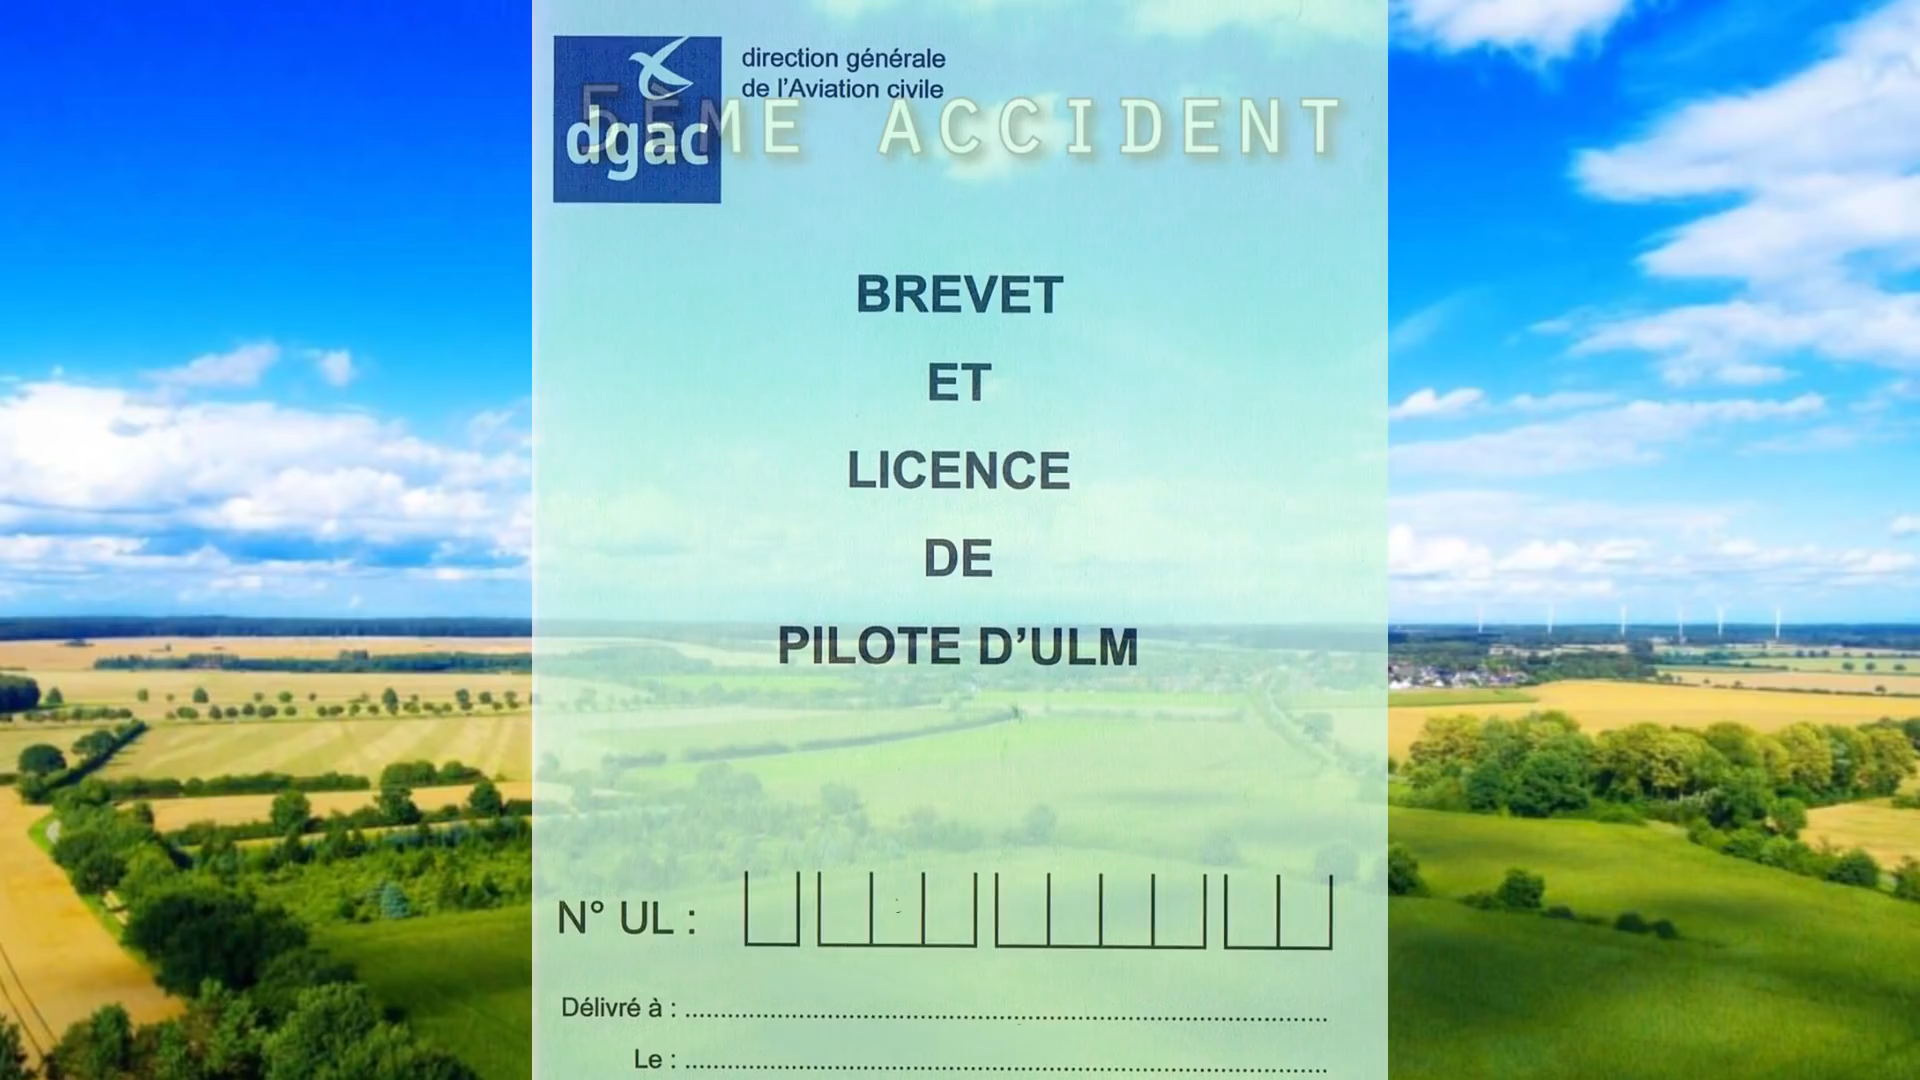 direction générale
de l'Aviation civile
dgac
5ÈME ACCIDENT
BREVET
ET
LICENCE
DE
PILOTE D'ULM
N° UL :
Délivré à :
Le :